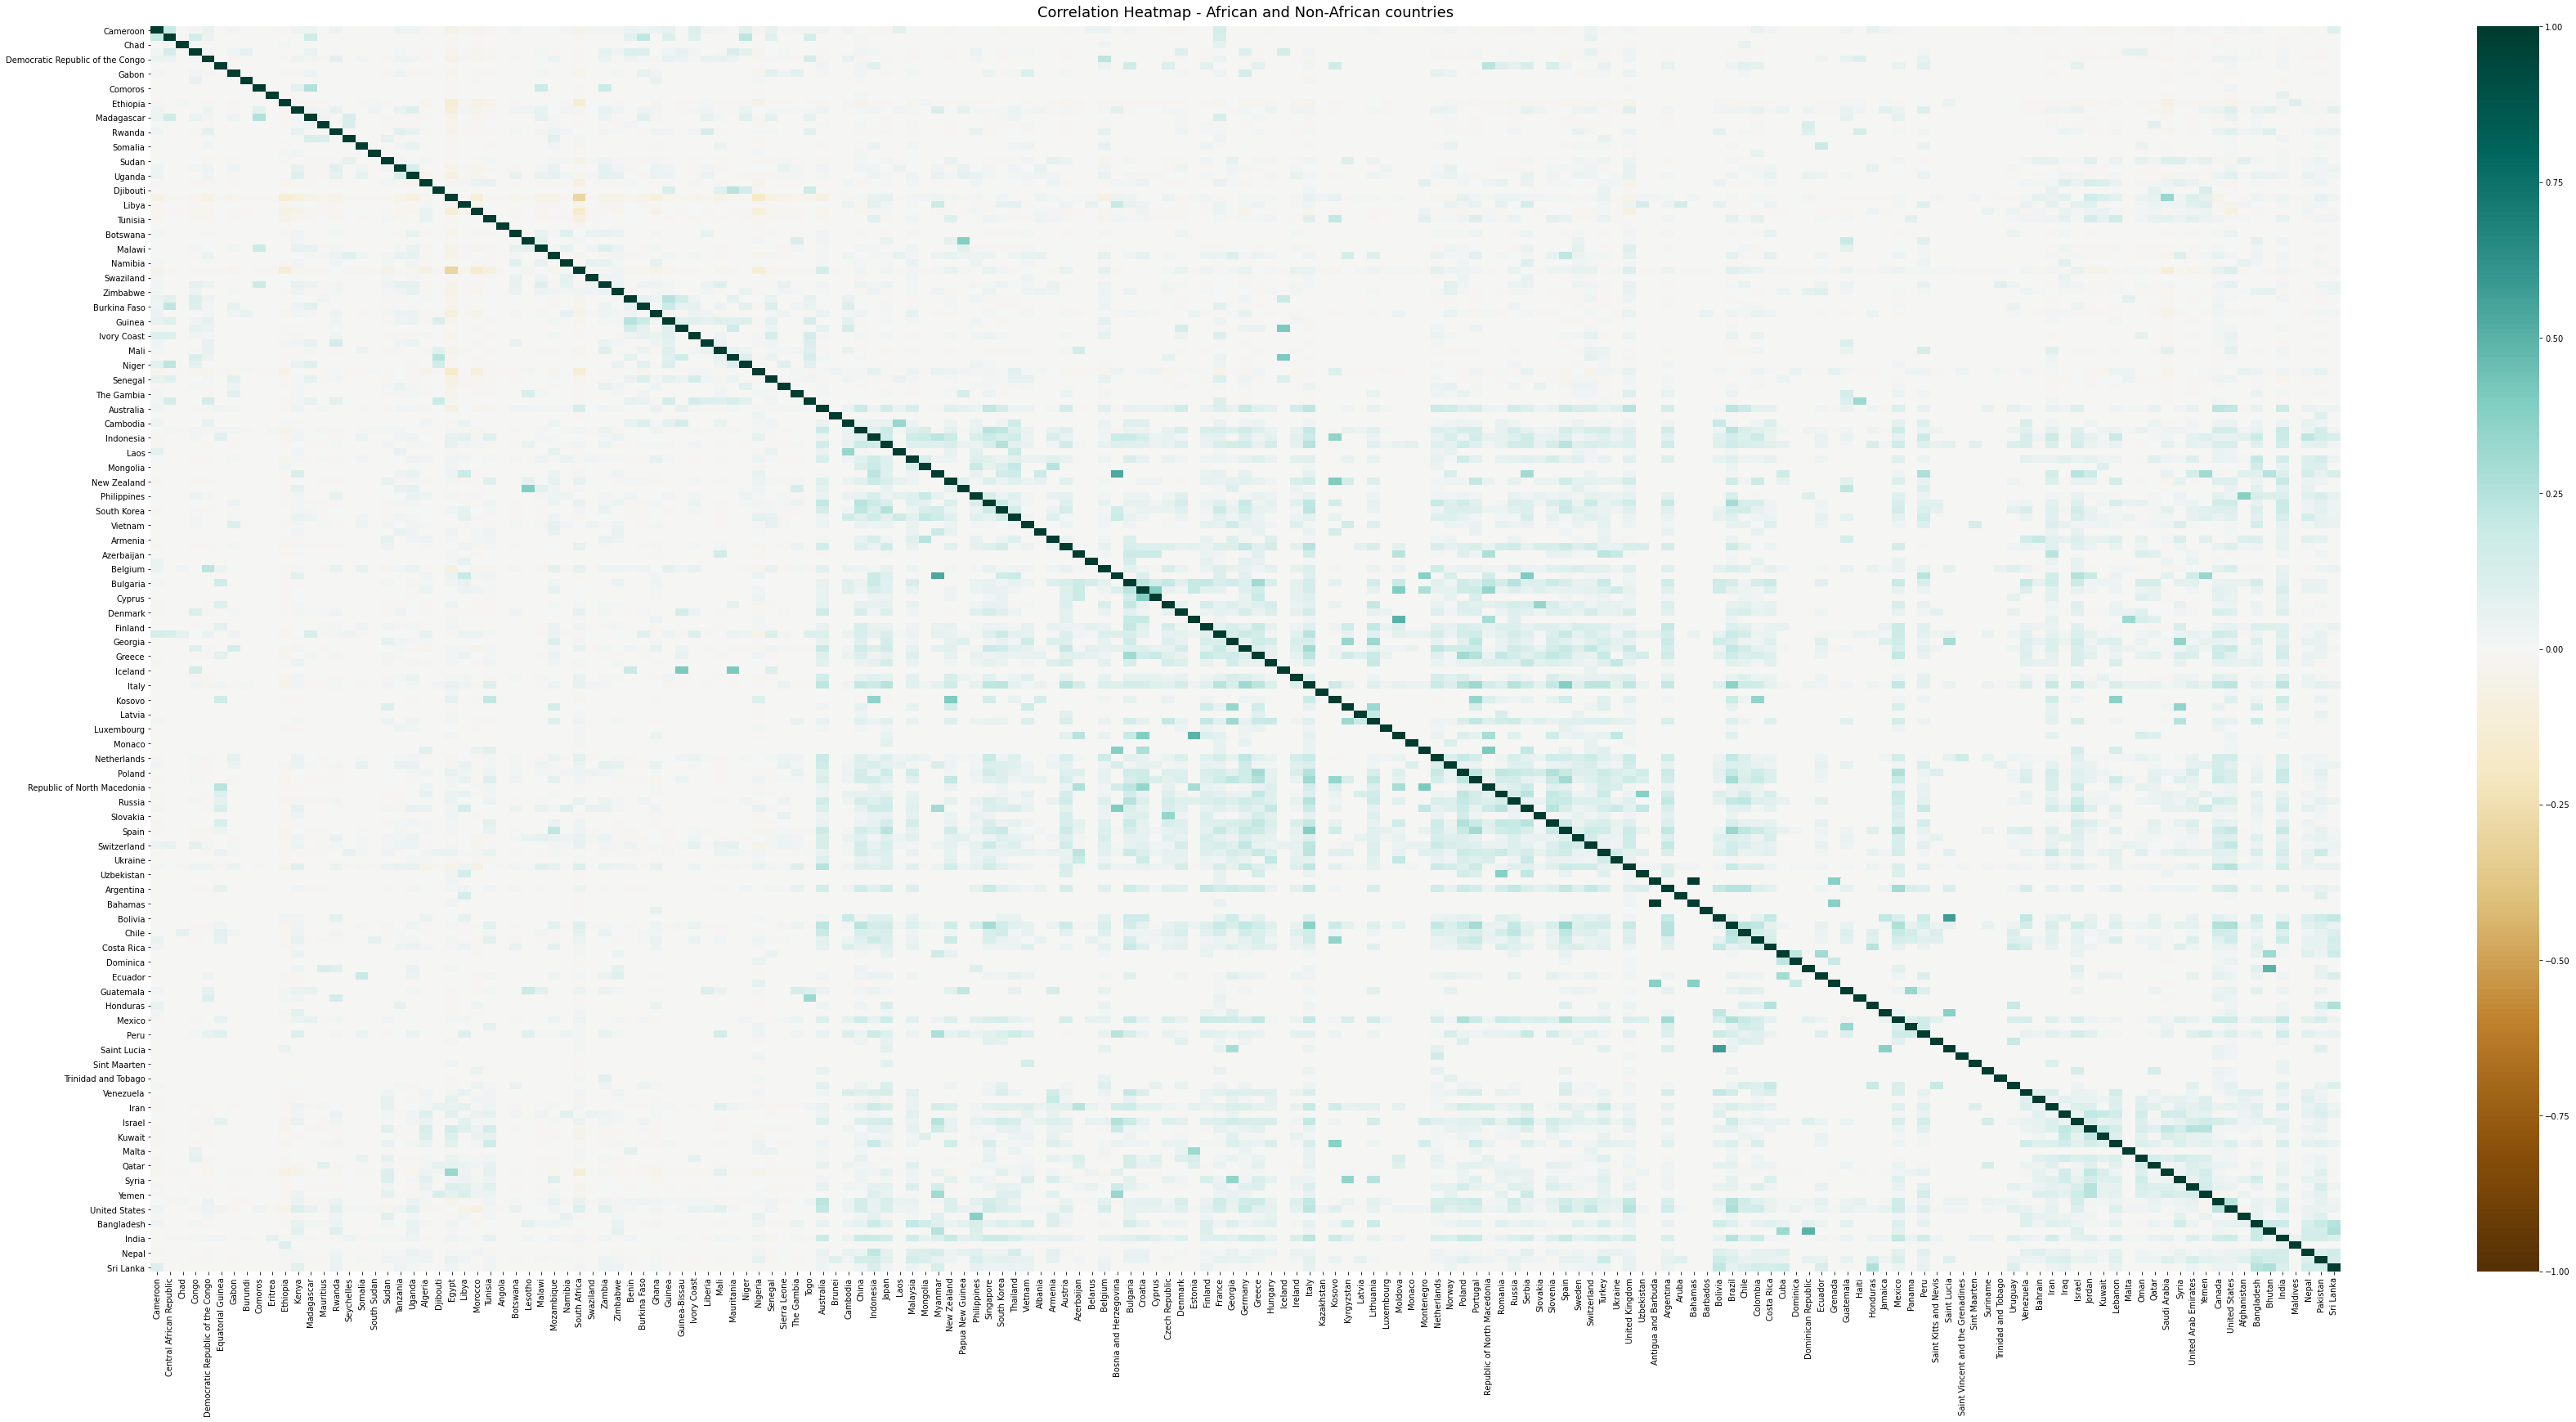 Correlation Heatmap - African and Non-African countries
Cameroon
Chad
Democratic Republic of the Congo
Gabon
Comoros
Ethiopia
Madagascar
Rwanda
Somalia
Sudan
Uganda
Djibouti
Libya
Tunisia
Botswana
Malawi
Namibia
Swaziland
Zimbabwe
Burkina Faso
Guinea
Ivory Coast
Mali
Niger
Senegal
The Gambia
Australia
Cambodia
Indonesia
Laos
Mongolia
New Zealand
Philippines
South Korea
Vietnam
Armenia
Azerbaijan
Belgium
Bulgaria
Cyprus
Denmark
Finland
Georgia
Greece
Iceland
Italy
Kosovo
Latvia
Luxembourg
Monaco
Netherlands
Poland
Republic of North Macedonia
Russia
Slovakia
Spain
Switzerland
Ukraine
Uzbekistan
Argentina
Bahamas
Bolivia
Chile
Costa Rica
Dominica
Ecuador
Guatemala
Honduras
Mexico
Peru
Saint Lucia
Sint Maarten
Trinidad and Tobago
Venezuela
Iran
Israel
Kuwait
Malta
Qatar
Syria
Yemen
United States
Bangladesh
India
Nepal
Sri Lanka
Cameroon
Central African Republic
Chad
Congo
Democratic Republic of the Congo
Equatorial Guinea
Gabon
Burundi
Comoros
Eritrea
Ethiopia
Kenya
Madagascar
Mauritius
Rwanda
Seychelles
Somalia
South Sudan
Sudan
Tanzania
Uganda
Algeria
Djibouti
Egypt
Libya
Morocco
Tunisia
Angola
Botswana
Lesotho
Malawi
Mozambique
Namibia
South Africa
Swaziland
Zambia
Zimbabwe
Benin
Burkina Faso
Ghana
Guinea
Guinea-Bissau
Ivory Coast
Liberia
Mali
Mauritania
Niger
Nigeria
Senegal
Sierra Leone
The Gambia
Togo
Australia
Brunei
Cambodia
China
Indonesia
Japan
Laos
Malaysia
Mongolia
Myanmar
New Zealand
Papua New Guinea
Philippines
Singapore
South Korea
Thailand
Vietnam
Albania
Armenia
Austria
Azerbaijan
Belarus
Belgium
Bosnia and Herzegovina
Bulgaria
Croatia
Cyprus
Czech Republic
Denmark
Estonia
Finland
France
Georgia
Germany
Greece
Hungary
Iceland
Ireland
Italy
Kazakhstan
Kosovo
Kyrgyzstan
Latvia
Lithuania
Luxembourg
Moldova
Monaco
Montenegro
Netherlands
Norway
Poland
Portugal
Republic of North Macedonia
Romania
Russia
Serbia
Slovakia
Slovenia
Spain
Sweden
Switzerland
Turkey
Ukraine
United Kingdom
Uzbekistan
Antigua and Barbuda
Argentina
Aruba
Bahamas
Barbados
Bolivia
Brazil
Chile
Colombia
Costa Rica
Cuba
Dominica
Dominican Republic
Ecuador
Grenada
Guatemala
Haiti
Honduras
Jamaica
Mexico
Panama
Peru
Saint Kitts and Nevis
Saint Lucia
Saint Vincent and the Grenadines
Sint Maarten
Suriname
Trinidad and Tobago
Uruguay
Venezuela
Bahrain
Iran
Iraq
Israel
Jordan
Kuwait
Lebanon
Malta
Oman
Qatar
Saudi Arabia
Syria
United Arab Emirates
Yemen
Canada
United States
Afghanistan
Bangladesh
Bhutan
India
Maldives
Nepal
Pakistan
Sri Lanka
1.00
0.75
0.50
0.25
0.00
−0.25
−0.50
−0.75
−1.00